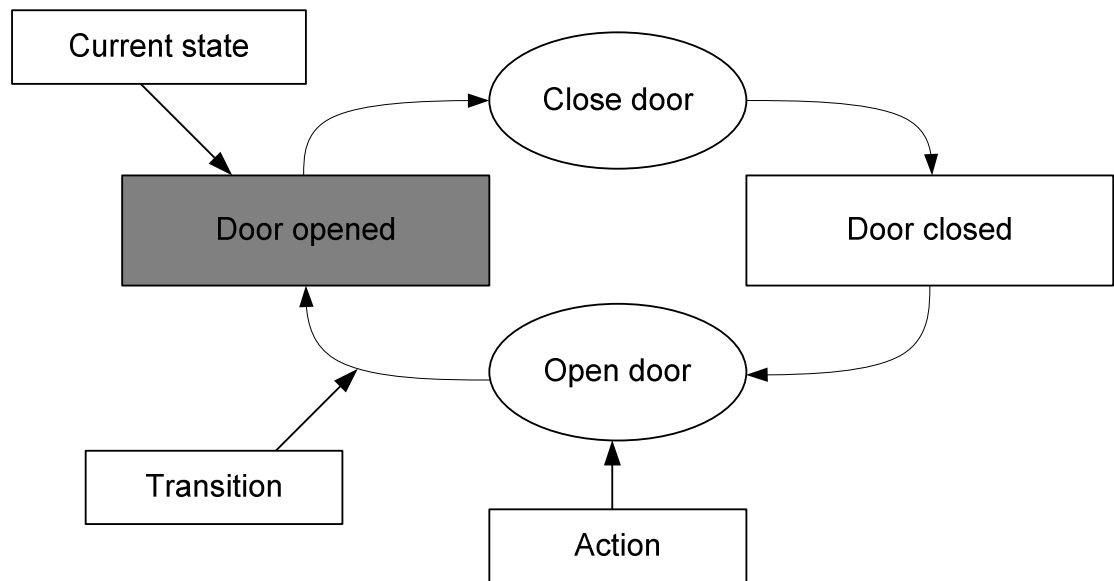 Current state
Close door
Door opened
Door closed
Open door
Transition
Action